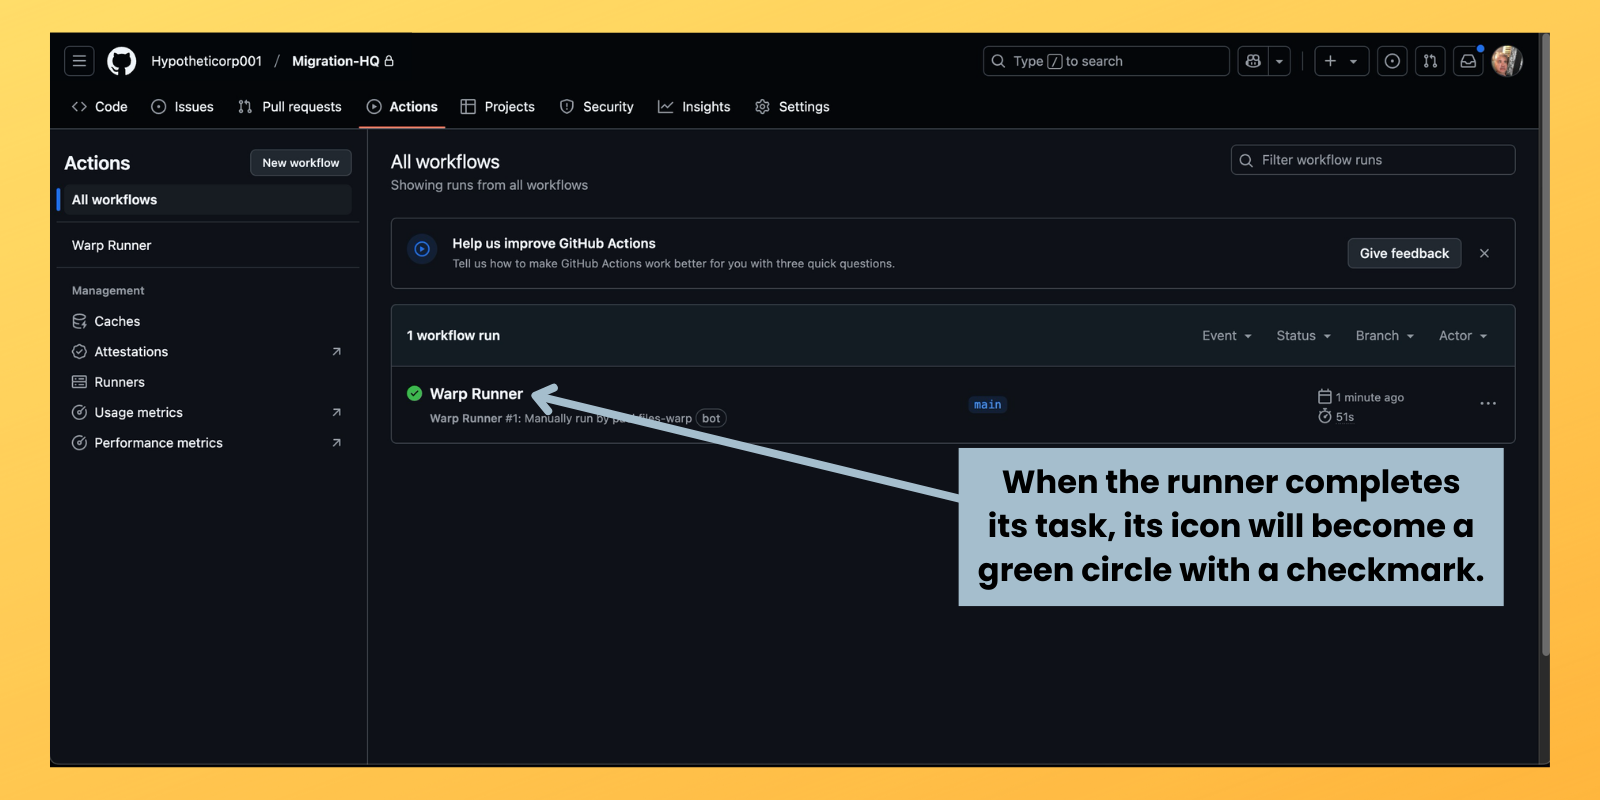 Hypotheticorp001 / Migration-HQ
Type / to search
Code Issues Pull requests Actions Projects Security Insights Settings
Actions
New workflow
All workflows
Warp Runner
Management
Caches
Attestations
Runners
Usage metrics
Performance metrics
All workflows
Showing runs from all workflows
Filter workflow runs
Help us improve GitHub Actions
Tell us how to make GitHub Actions work better for you with three quick questions.
Give feedback
1 workflow run
Event Status Branch Actor
Warp Runner
Warp Runner #1: Manually run by files-warp bot
main
1 minute ago
51s
When the runner completes
its task, its icon will become a
green circle with a checkmark.